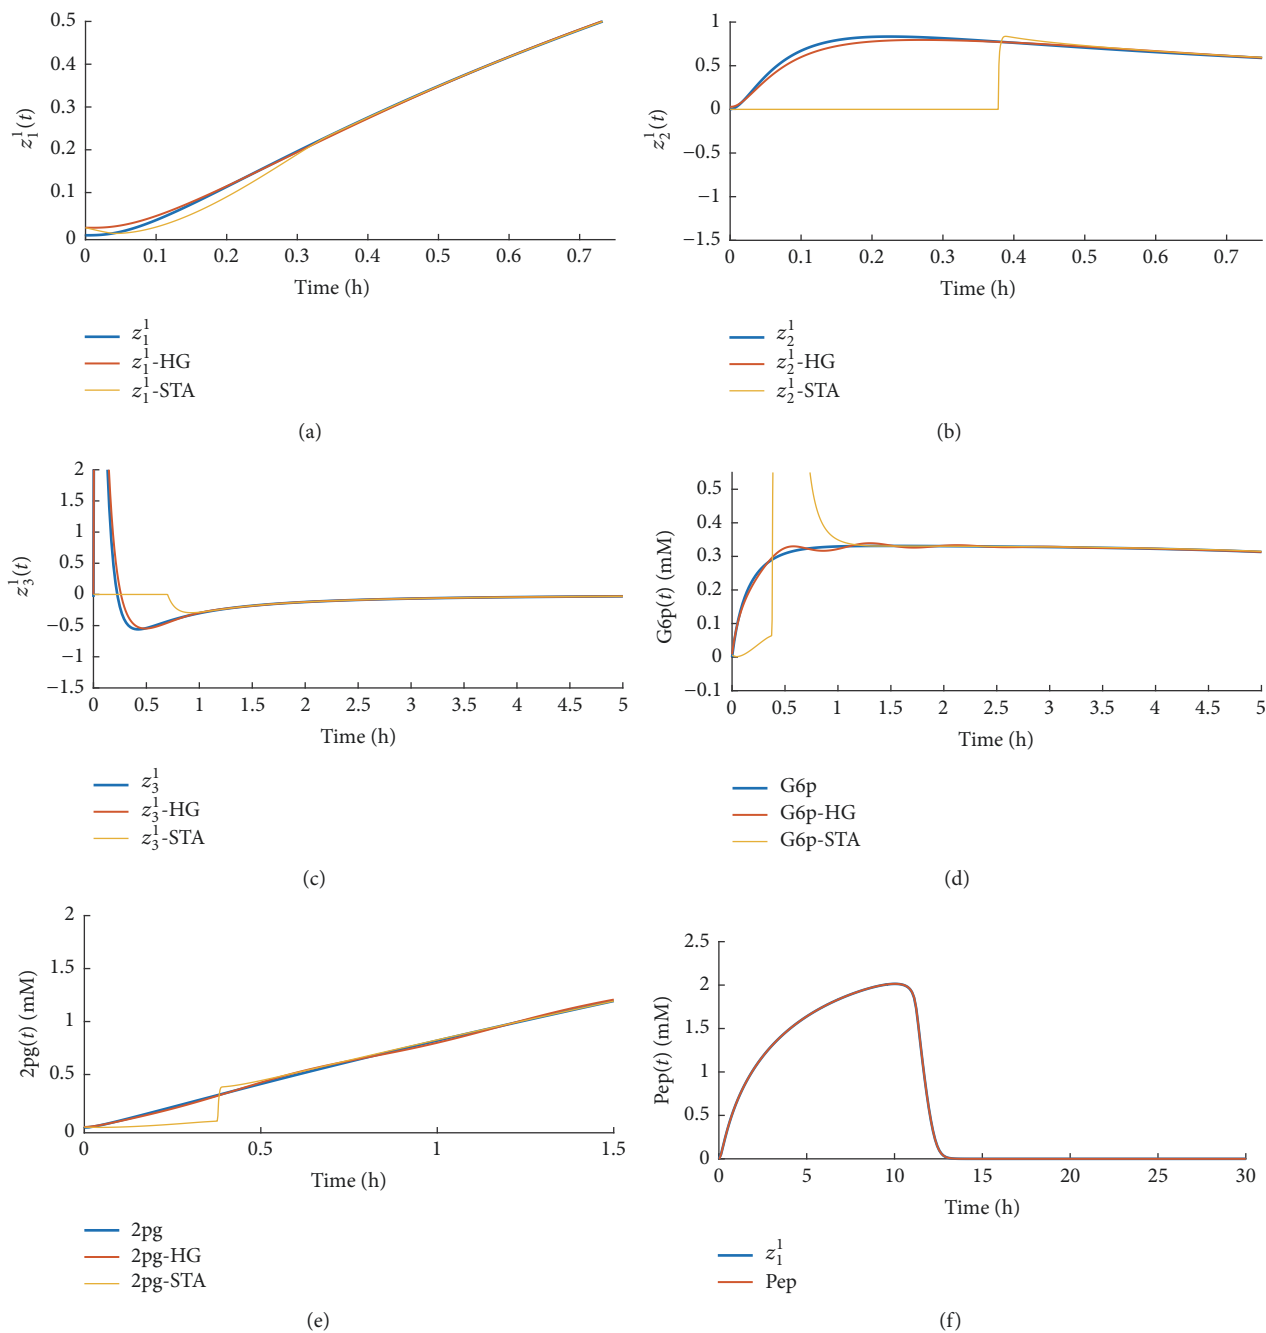 0.5
0.4
0.3
0.2
0.1
0
z₁¹(t)
0 0.1 0.2 0.3 0.4 0.5 0.6 0.7
Time (h)
z₁¹
z₁¹-HG
z₁¹-STA
(a)
1
0.5
0
−0.5
−1
−1.5
z₂¹(t)
0 0.1 0.2 0.3 0.4 0.5 0.6 0.7
Time (h)
z₂¹
z₂¹-HG
z₂¹-STA
(b)
2
1.5
1
0.5
0
−0.5
−1
−1.5
z₃¹(t)
0 0.5 1 1.5 2 2.5 3 3.5 4 4.5 5
Time (h)
z₃¹
z₃¹-HG
z₃¹-STA
(c)
0.5
0.4
0.3
0.2
0.1
0
−0.1
G6p(t) (mM)
0 0.5 1 1.5 2 2.5 3 3.5 4 4.5 5
Time (h)
G6p
G6p-HG
G6p-STA
(d)
2
1.5
1
0.5
0
2pg(t) (mM)
0 0.5 1 1.5
Time (h)
2pg
2pg-HG
2pg-STA
(e)
2.5
2
1.5
1
0.5
0
Pep(t) (mM)
0 5 10 15 20 25 30
Time (h)
z₁¹
Pep
(f)